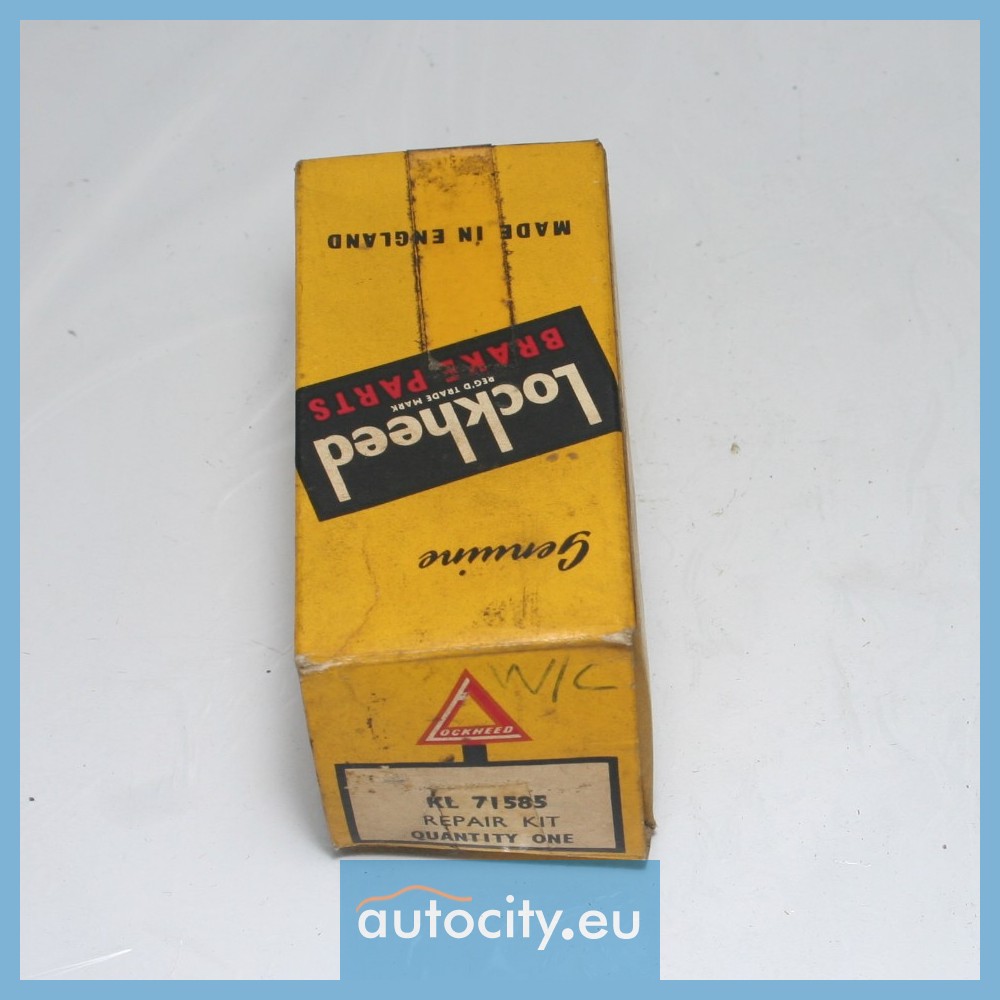 MADE IN ENGLAND
Lockheed
REG'D TRADE MARK
BRAKE PARTS
Genuine
W/C
LOCKHEED
KL 71585
REPAIR KIT
QUANTITY ONE
autocity.eu